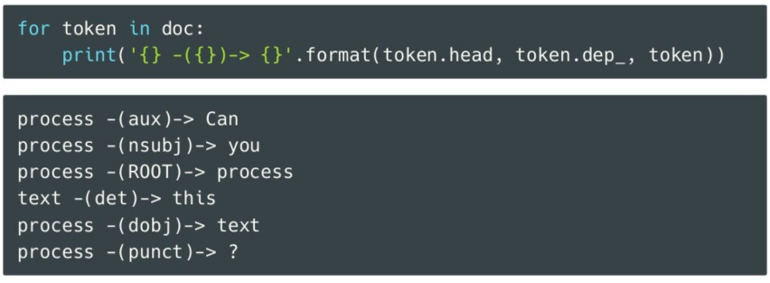 for token in doc:
    print('{} -({})-> {}'.format(token.head, token.dep_, token))
process -(aux)-> Can
process -(nsubj)-> you
process -(ROOT)-> process
text -(det)-> this
process -(dobj)-> text
process -(punct)-> ?